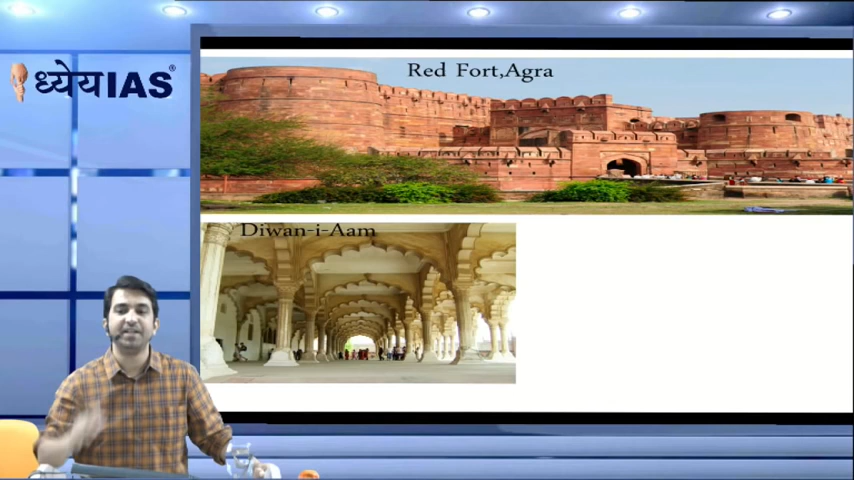 ध्येयIAS®
Red Fort,Agra
Diwan-i-Aam